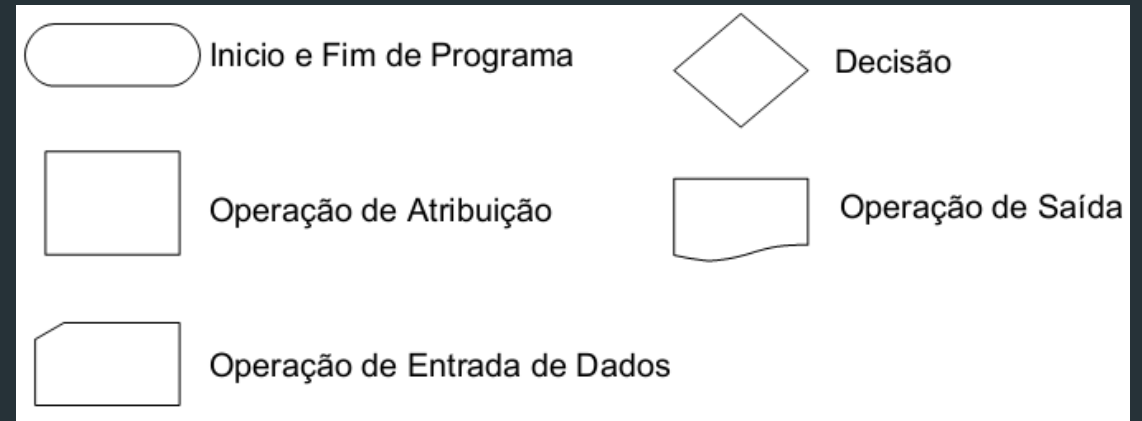 Inicio e Fim de Programa
Decisão
Operação de Atribuição
Operação de Saída
Operação de Entrada de Dados